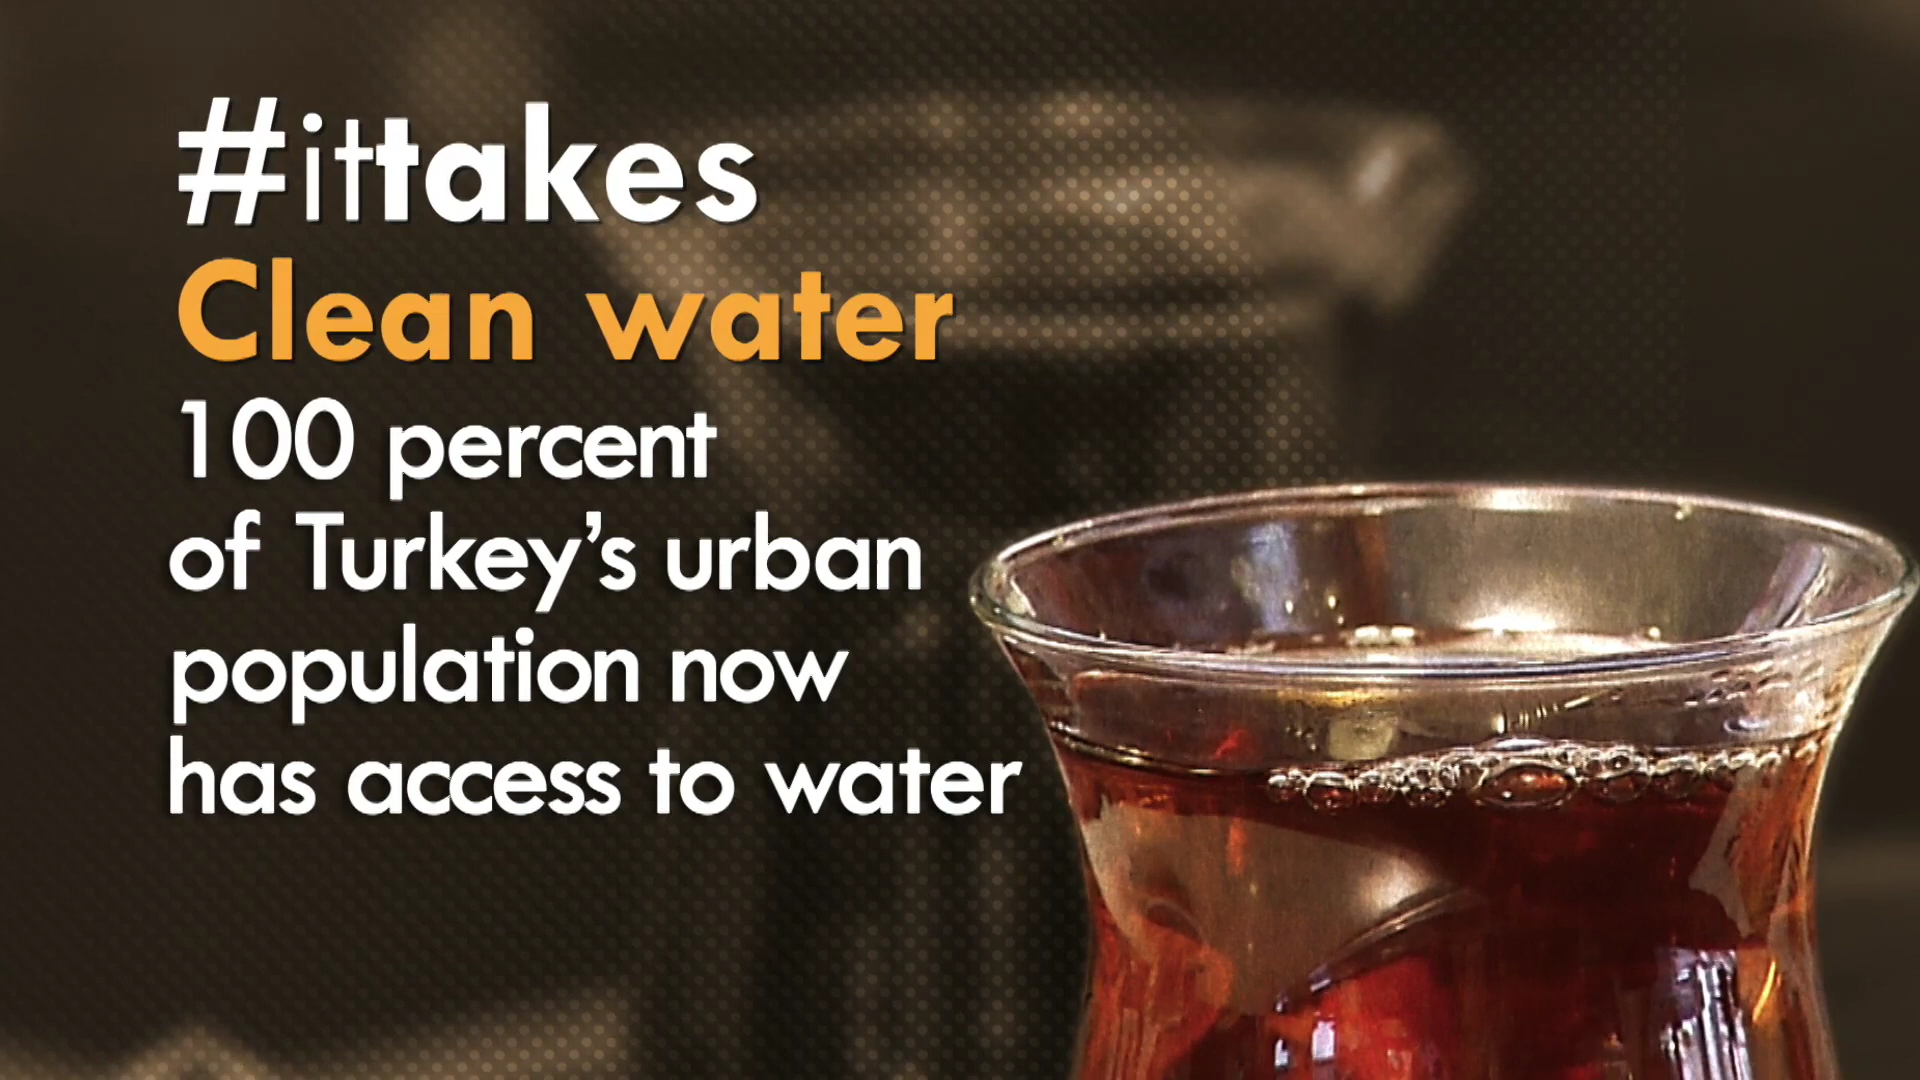 #ittakes
Clean water
100 percent
of Turkey's urban
population now
has access to water